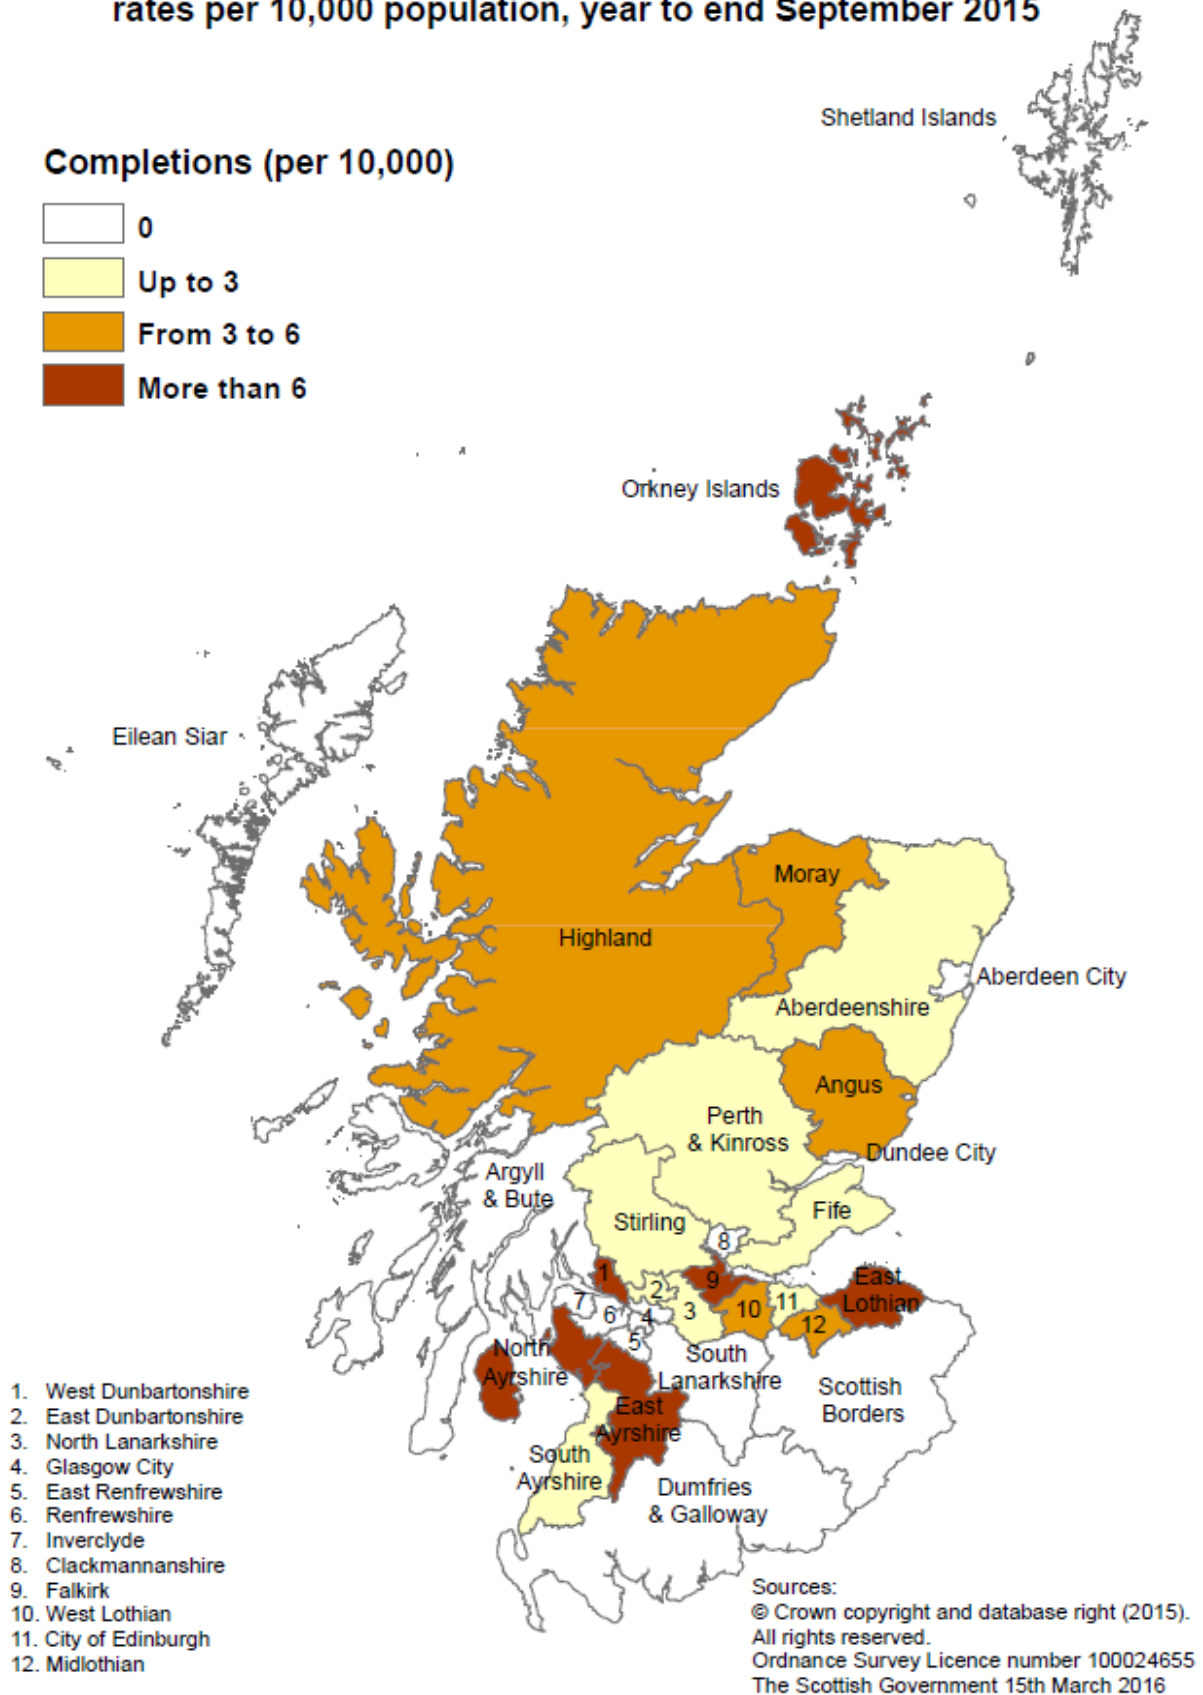 rates per 10,000 population, year to end September 2015
Shetland Islands
Completions (per 10,000)
0
Up to 3
From 3 to 6
More than 6
Orkney Islands
Eilean Siar
Moray
Highland
Aberdeen City
Aberdeenshire
Angus
Perth
& Kinross
Dundee City
Argyll
& Bute
Fife
Stirling
8
1
9
East
Lothian
2
7
6
4
3
10
11
12
5
North
Ayrshire
South
Lanarkshire
Scottish
Borders
East
Ayrshire
South
Ayrshire
Dumfries
& Galloway
1. West Dunbartonshire
2. East Dunbartonshire
3. North Lanarkshire
4. Glasgow City
5. East Renfrewshire
6. Renfrewshire
7. Inverclyde
8. Clackmannanshire
9. Falkirk
10. West Lothian
11. City of Edinburgh
12. Midlothian
Sources:
© Crown copyright and database right (2015).
All rights reserved.
Ordnance Survey Licence number 100024655
The Scottish Government 15th March 2016